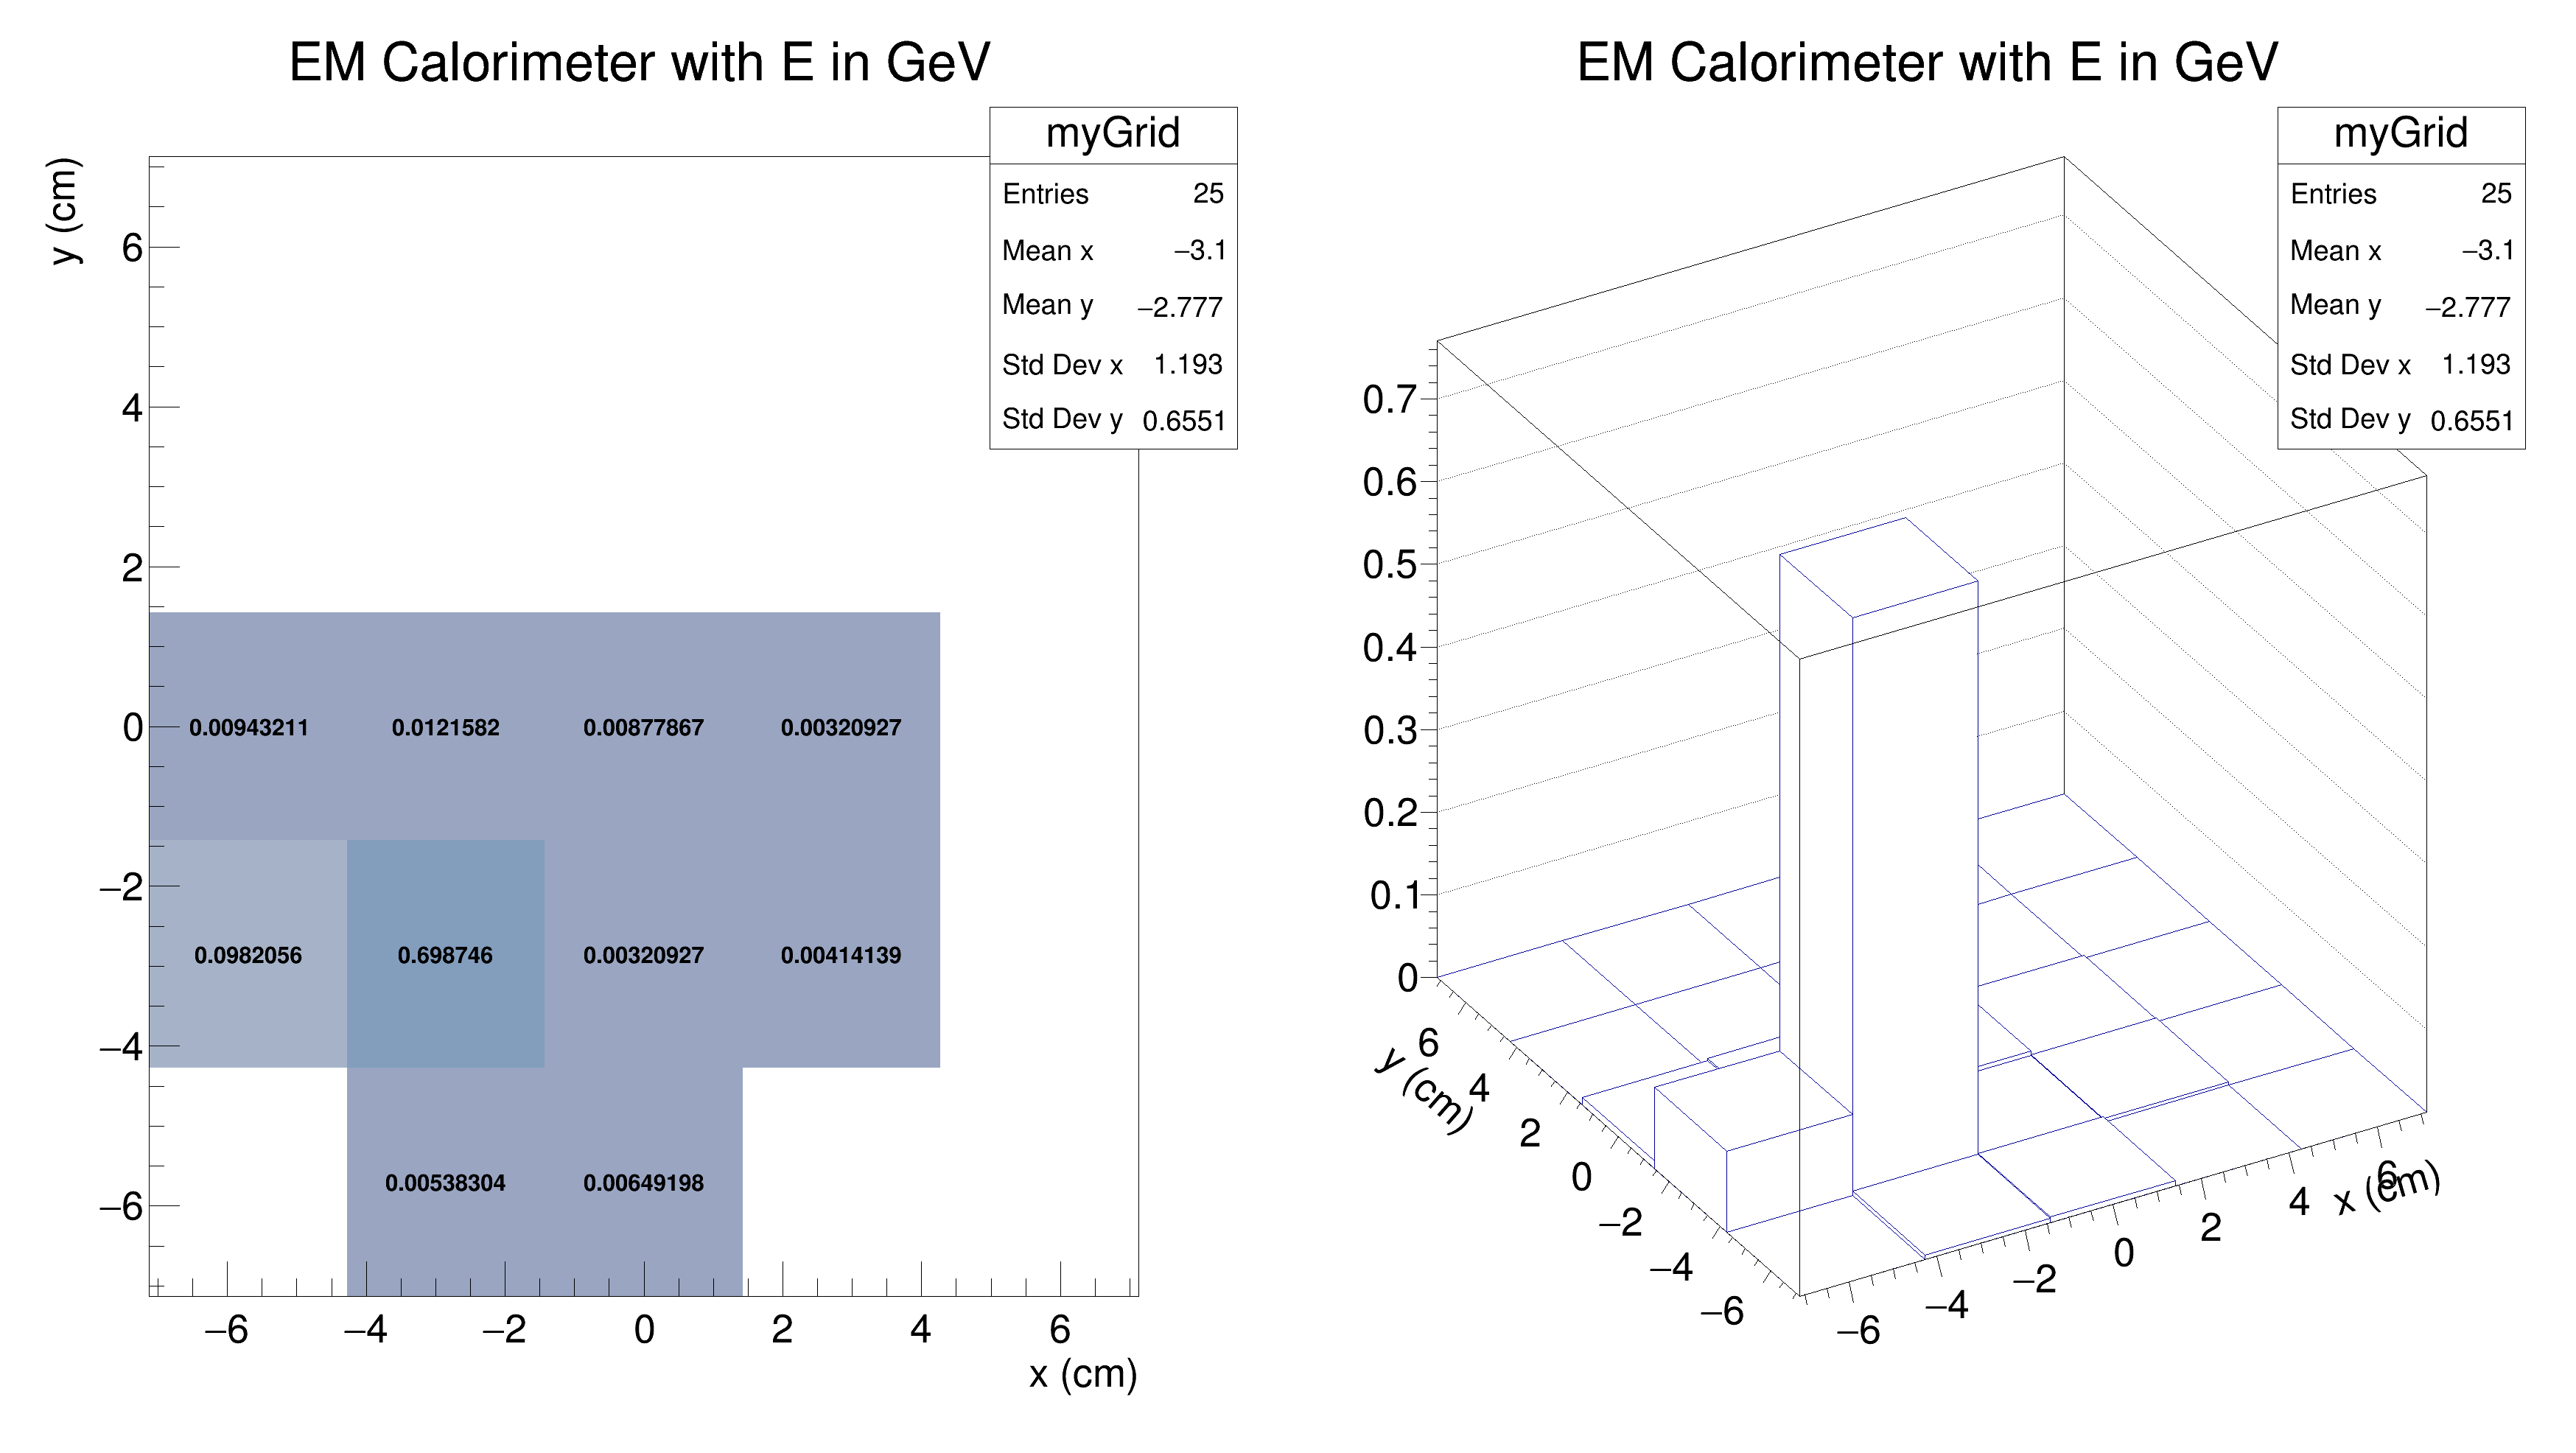 EM Calorimeter with E in GeV
myGrid
Entries 25
Mean x −3.1
Mean y −2.777
Std Dev x 1.193
Std Dev y 0.6551
y (cm)
6
4
2
0
−2
−4
−6
0.00943211 0.0121582 0.00877867 0.00320927
0.0982056 0.698746 0.00320927 0.00414139
0.00538304 0.00649198
−6 −4 −2 0 2 4 6
x (cm)
EM Calorimeter with E in GeV
myGrid
Entries 25
Mean x −3.1
Mean y −2.777
Std Dev x 1.193
Std Dev y 0.6551
0.7
0.6
0.5
0.4
0.3
0.2
0.1
0
y (cm)
6
4
2
0
−2
−4
−6
−6 −4 −2 0 2 4 6
x (cm)